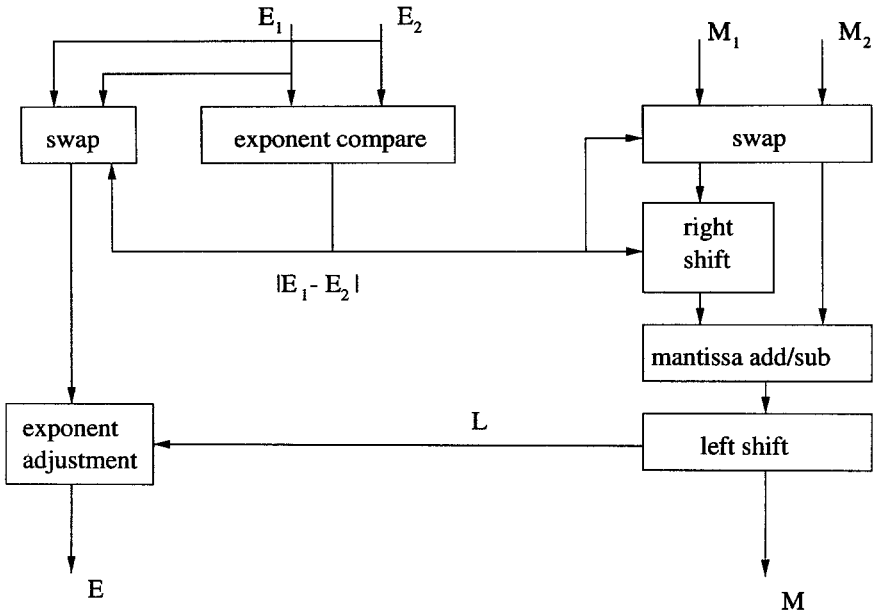 E₁ E₂
M₁ M₂
swap
exponent compare
swap
right
shift
|E₁ - E₂|
mantissa add/sub
exponent
adjustment
L
left shift
E
M